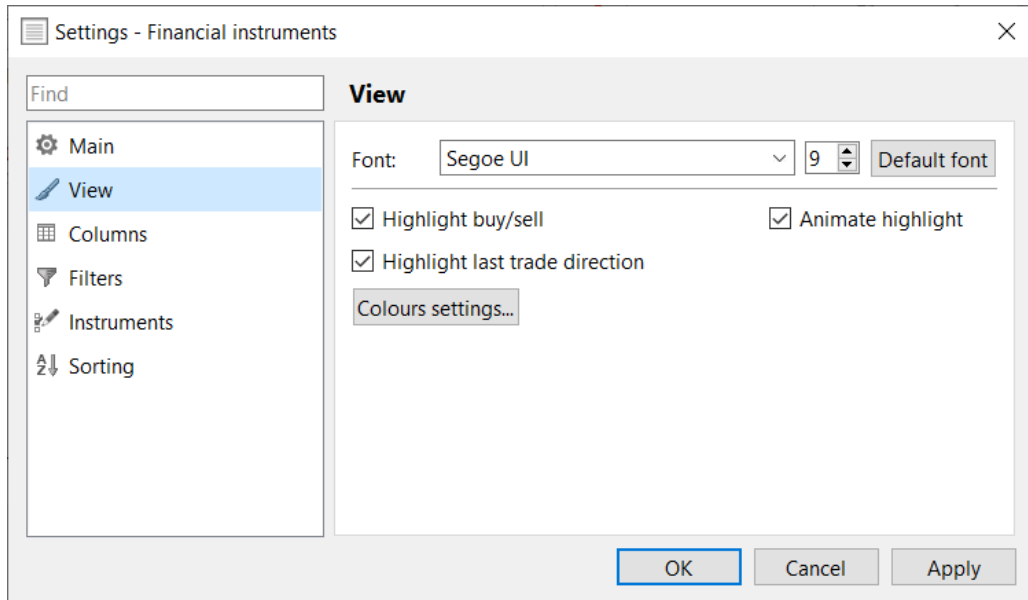 Settings - Financial instruments
Find
Main
View
Columns
Filters
Instruments
Sorting
View
Font: Segoe UI 9 Default font
Highlight buy/sell Animate highlight
Highlight last trade direction
Colours settings...
OK Cancel Apply